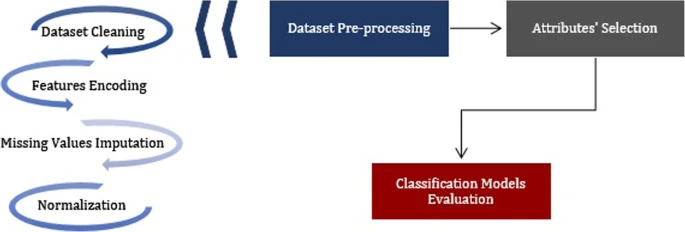 Dataset Cleaning
Features Encoding
Missing Values Imputation
Normalization
Dataset Pre-processing
Attributes' Selection
Classification Models
Evaluation